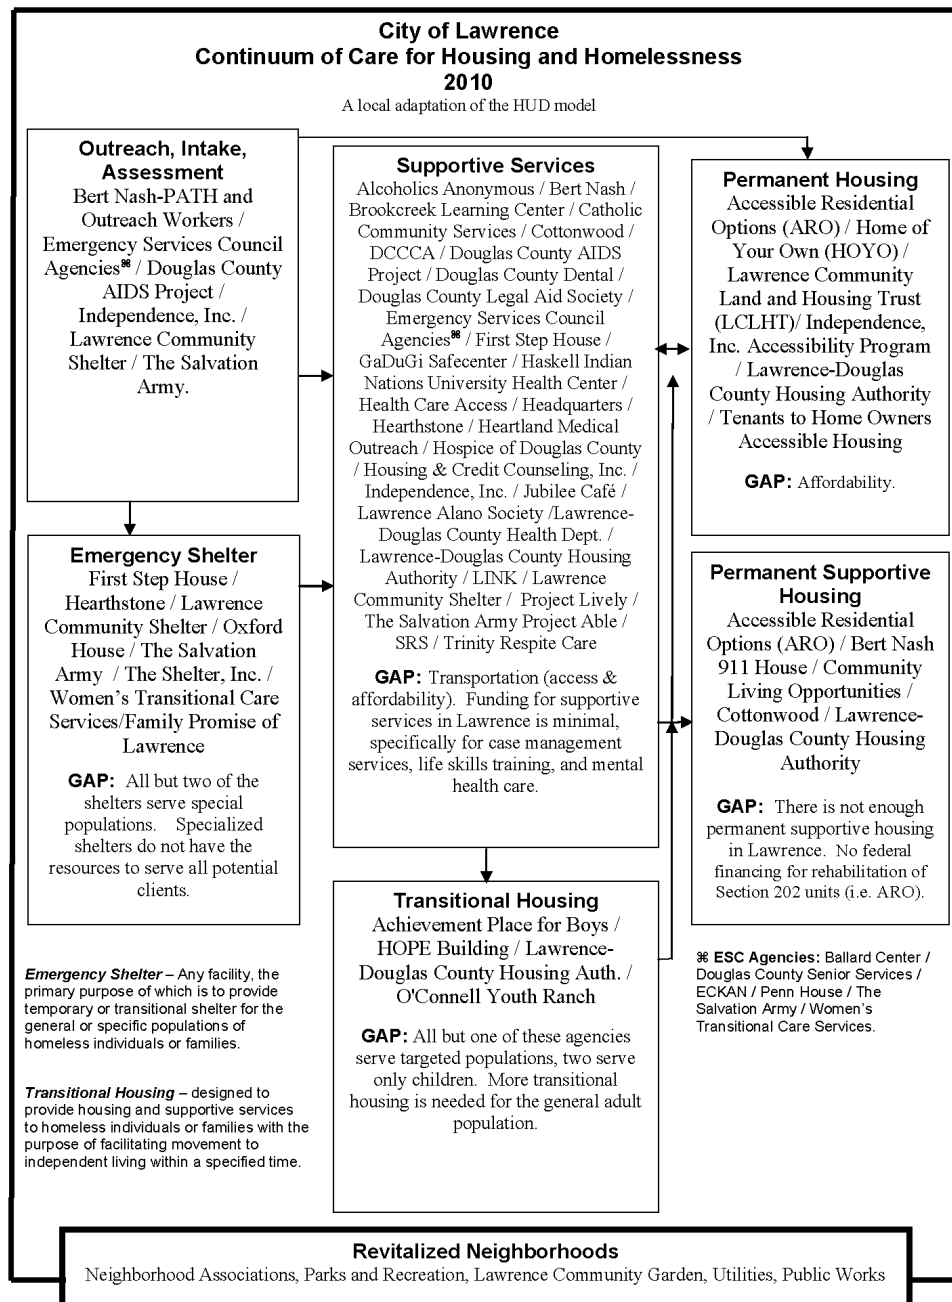 City of Lawrence
Continuum of Care for Housing and Homelessness
2010
A local adaptation of the HUD model
Outreach, Intake,
Assessment
Bert Nash-PATH and
Outreach Workers /
Emergency Services Council
Agencies⌘ / Douglas County
AIDS Project /
Independence, Inc. /
Lawrence Community
Shelter / The Salvation
Army.
Emergency Shelter
First Step House /
Hearthstone / Lawrence
Community Shelter / Oxford
House / The Salvation
Army / The Shelter, Inc. /
Women's Transitional Care
Services/Family Promise of
Lawrence
GAP: All but two of the
shelters serve special
populations. Specialized
shelters do not have the
resources to serve all potential
clients.
Emergency Shelter – Any facility, the
primary purpose of which is to provide
temporary or transitional shelter for the
general or specific populations of
homeless individuals or families.
Transitional Housing – designed to
provide housing and supportive services
to homeless individuals or families with the
purpose of facilitating movement to
independent living within a specified time.
Supportive Services
Alcoholics Anonymous / Bert Nash /
Brookcreek Learning Center / Catholic
Community Services / Cottonwood /
DCCCA / Douglas County AIDS
Project / Douglas County Dental /
Douglas County Legal Aid Society /
Emergency Services Council
Agencies⌘ / First Step House /
GaDuGi Safecenter / Haskell Indian
Nations University Health Center /
Health Care Access / Headquarters /
Hearthstone / Heartland Medical
Outreach / Hospice of Douglas County
/ Housing & Credit Counseling, Inc. /
Independence, Inc. / Jubilee Café /
Lawrence Alano Society /Lawrence-
Douglas County Health Dept. /
Lawrence-Douglas County Housing
Authority / LINK / Lawrence
Community Shelter / Project Lively /
The Salvation Army Project Able /
SRS / Trinity Respite Care
GAP: Transportation (access &
affordability). Funding for supportive
services in Lawrence is minimal,
specifically for case management
services, life skills training, and mental
health care.
Transitional Housing
Achievement Place for Boys /
HOPE Building / Lawrence-
Douglas County Housing Auth. /
O'Connell Youth Ranch
GAP: All but one of these agencies
serve targeted populations, two serve
only children. More transitional
housing is needed for the general adult
population.
Permanent Housing
Accessible Residential
Options (ARO) / Home of
Your Own (HOYO) /
Lawrence Community
Land and Housing Trust
(LCLHT)/ Independence,
Inc. Accessibility Program
/ Lawrence-Douglas
County Housing Authority
/ Tenants to Home Owners
Accessible Housing
GAP: Affordability.
Permanent Supportive
Housing
Accessible Residential
Options (ARO) / Bert Nash
911 House / Community
Living Opportunities /
Cottonwood / Lawrence-
Douglas County Housing
Authority
GAP: There is not enough
permanent supportive housing
in Lawrence. No federal
financing for rehabilitation of
Section 202 units (i.e. ARO).
⌘ ESC Agencies: Ballard Center /
Douglas County Senior Services /
ECKAN / Penn House / The
Salvation Army / Women's
Transitional Care Services.
Revitalized Neighborhoods
Neighborhood Associations, Parks and Recreation, Lawrence Community Garden, Utilities, Public Works